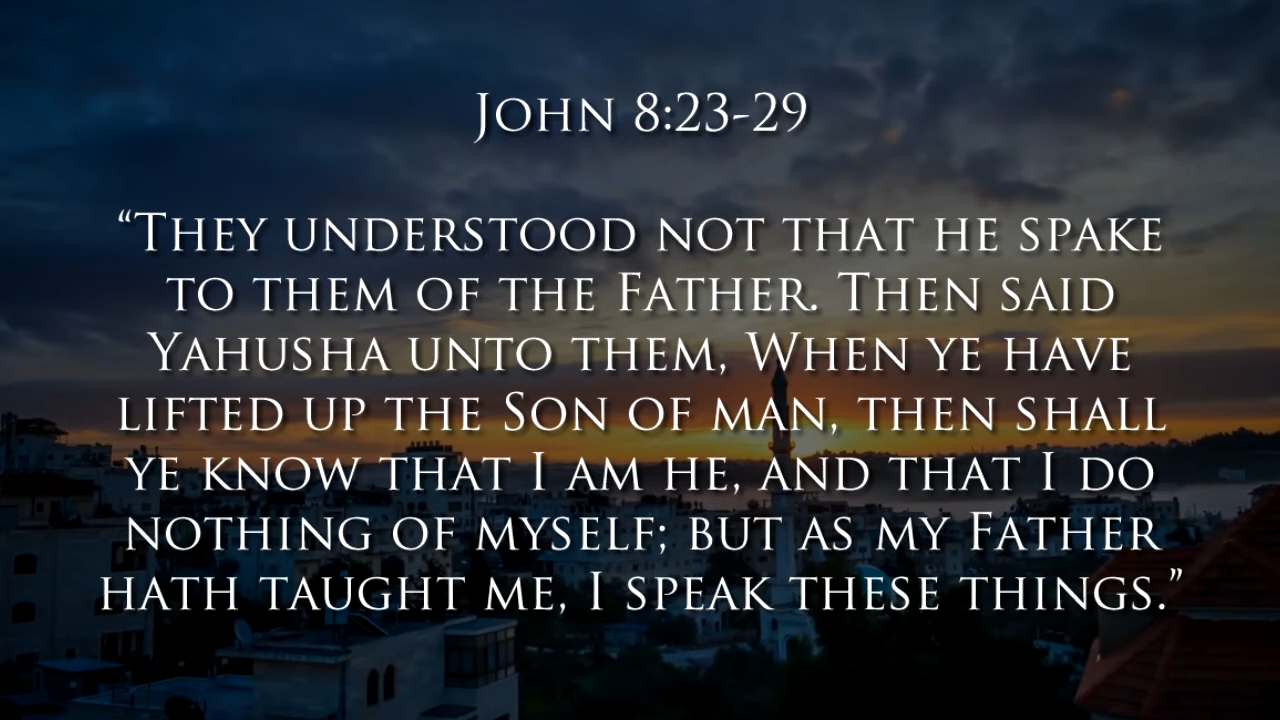 John 8:23-29
“They understood not that he spake
to them of the Father. Then said
Yahusha unto them, When ye have
lifted up the Son of man, then shall
ye know that I am he, and that I do
nothing of myself; but as my Father
hath taught me, I speak these things.”